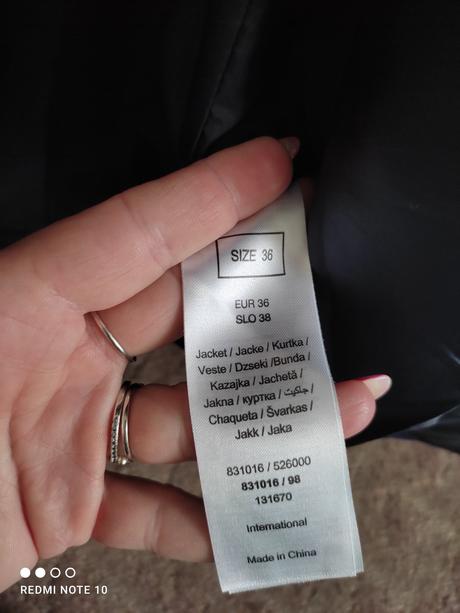 SIZE 36
EUR 36
SLO 38
Jacket / Jacke / Kurtka /
Veste / Dzseki /Bunda /
Kazajka / Jachetă /
Jakna / куртка / جاكيت /
Chaqueta / Švarkas /
Jakk / Jaka
831016 / 526000
831016 / 98
131670
International
Made in China
REDMI NOTE 10